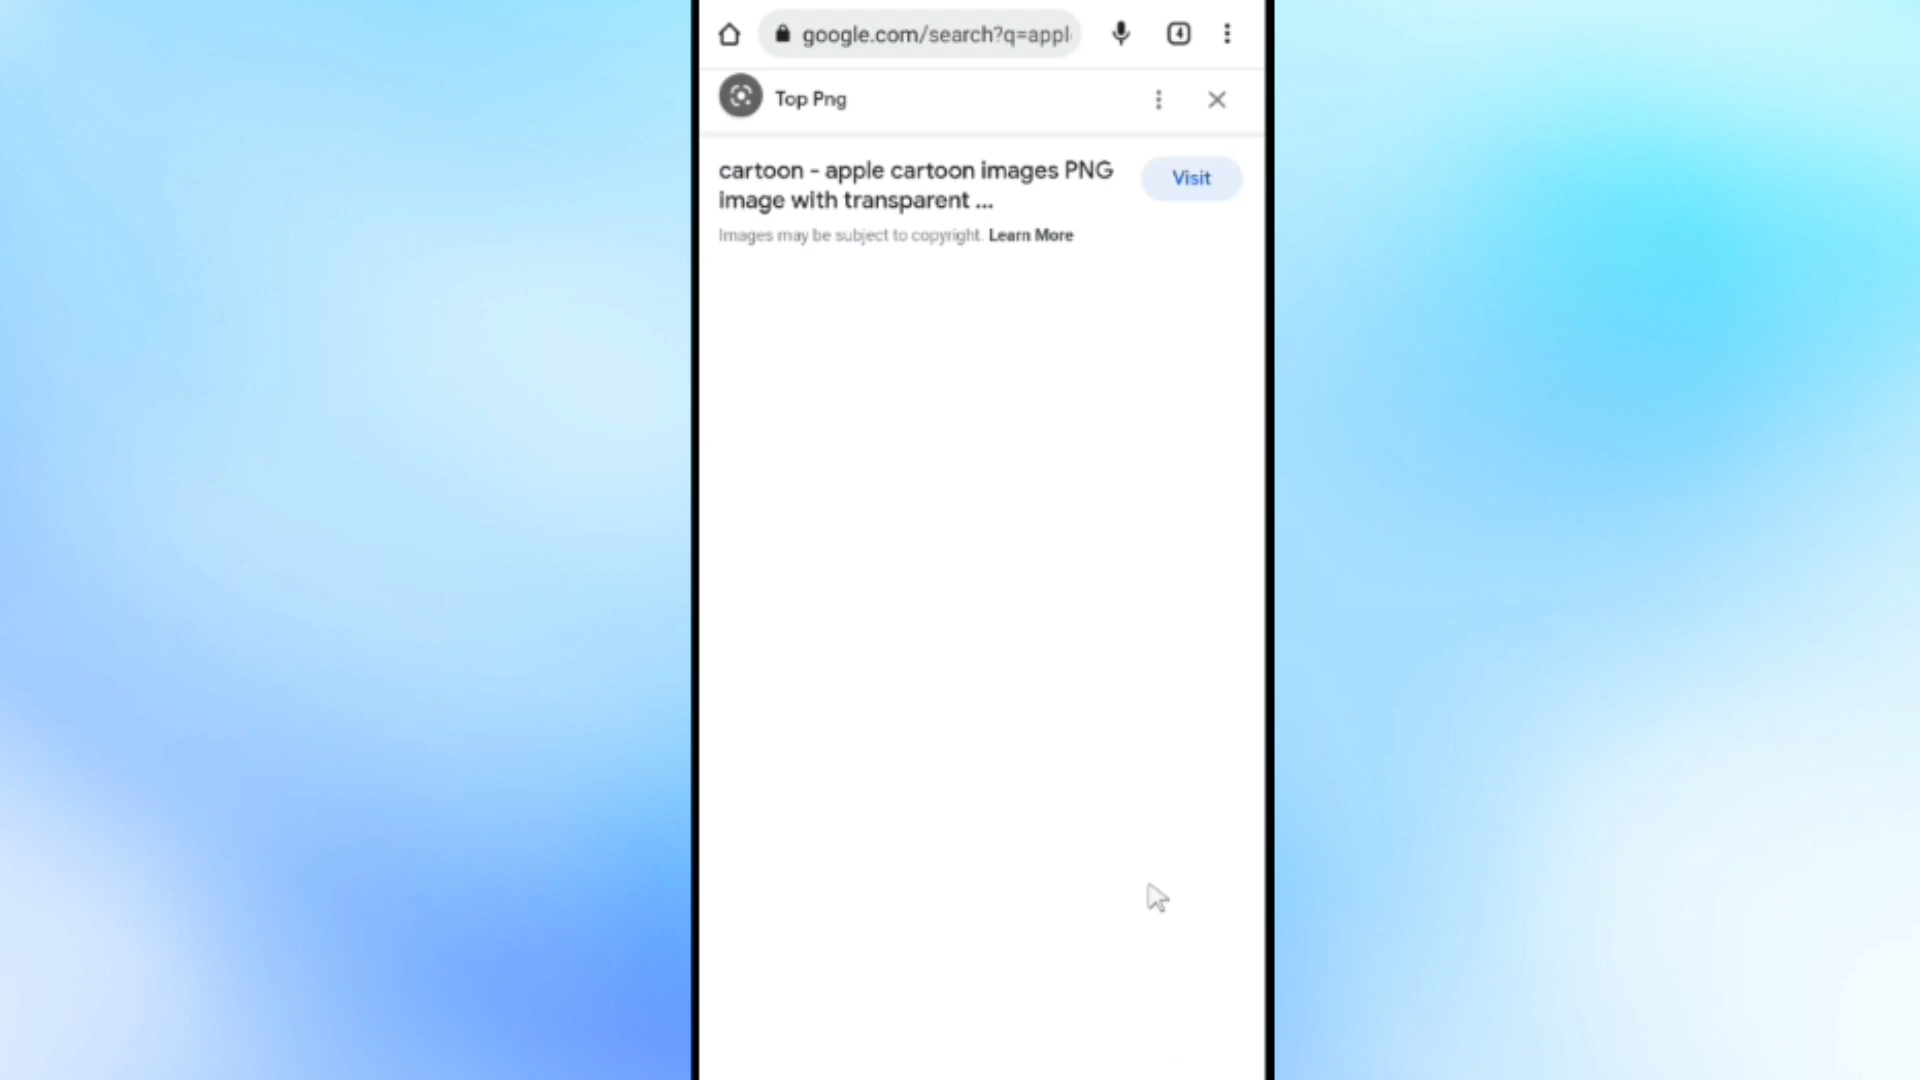 google.com/search?q=appl
4
Top Png
cartoon - apple cartoon images PNG
image with transparent ...
Visit
Images may be subject to copyright. Learn More